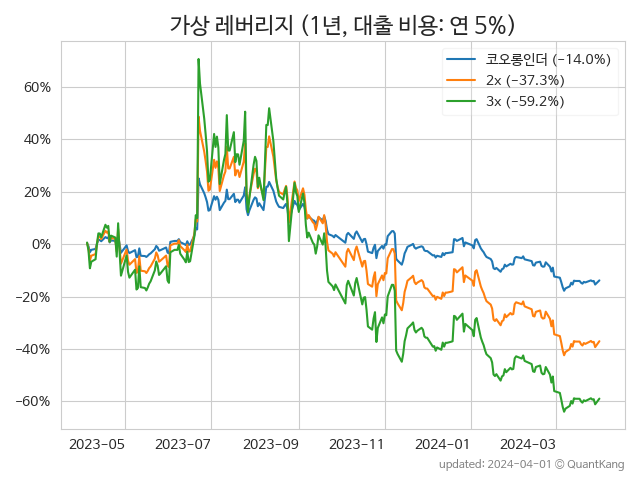 가상 레버리지 (1년, 대출 비용: 연 5%)
코오롱인더 (−14.0%)
2x (−37.3%)
3x (−59.2%)
60%
40%
20%
0%
−20%
−40%
−60%
2023-05 2023-07 2023-09 2023-11 2024-01 2024-03
updated: 2024-04-01 © QuantKang